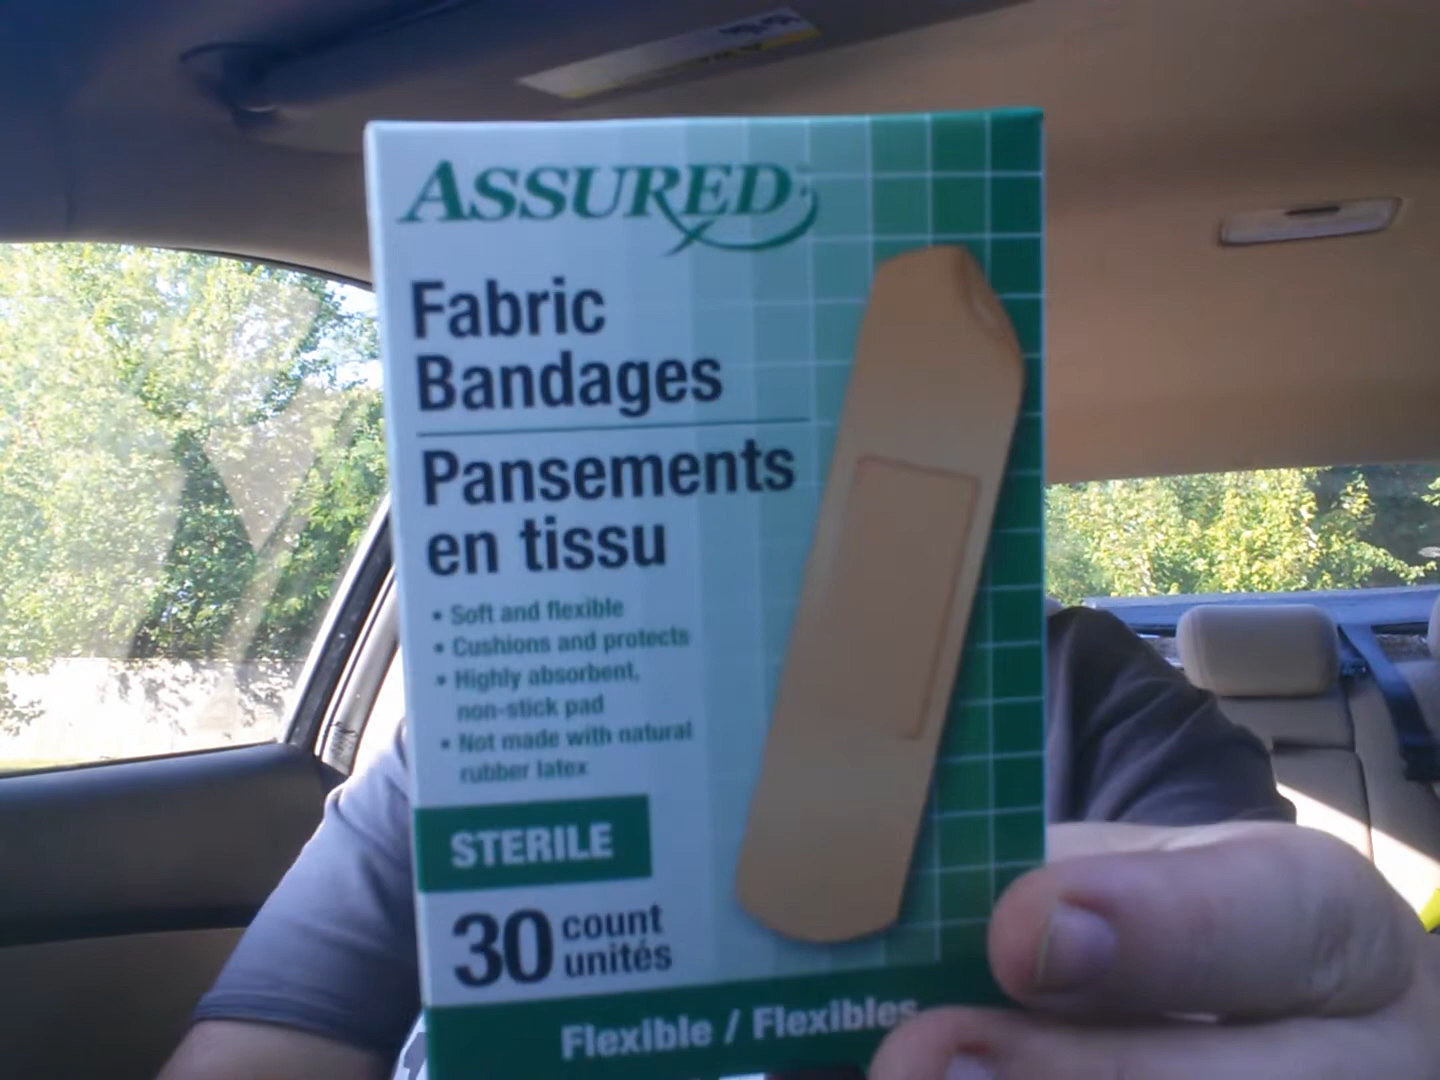 ASSURED
Fabric
Bandages
Pansements
en tissu
• Soft and flexible
• Cushions and protects
• Highly absorbent,
non-stick pad
• Not made with natural
rubber latex
STERILE
30 count
unités
Flexible / Flexibles